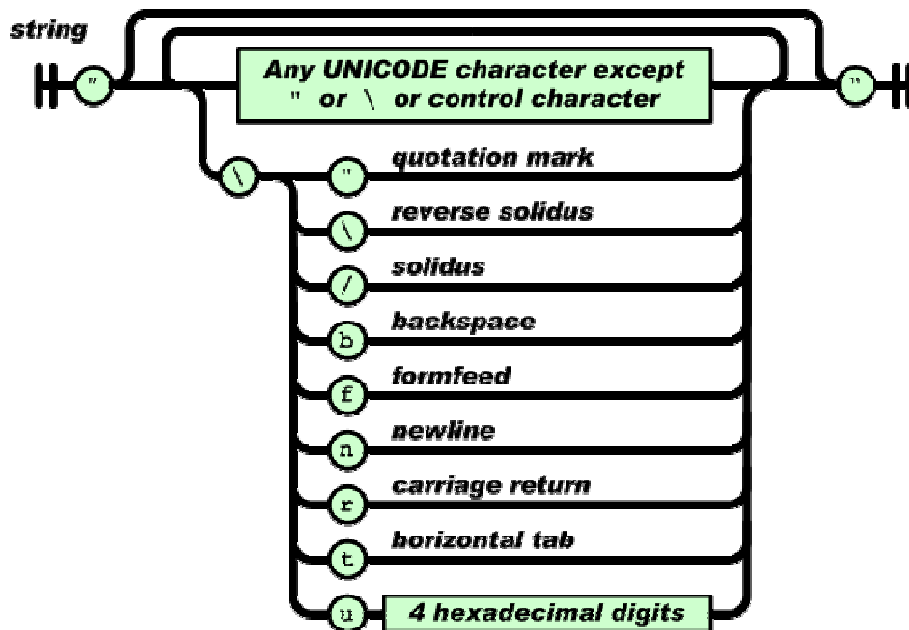 string
" Any UNICODE character except "
" or \ or control character
\ " quotation mark
\ reverse solidus
/ solidus
b backspace
f formfeed
n newline
r carriage return
t horizontal tab
u 4 hexadecimal digits